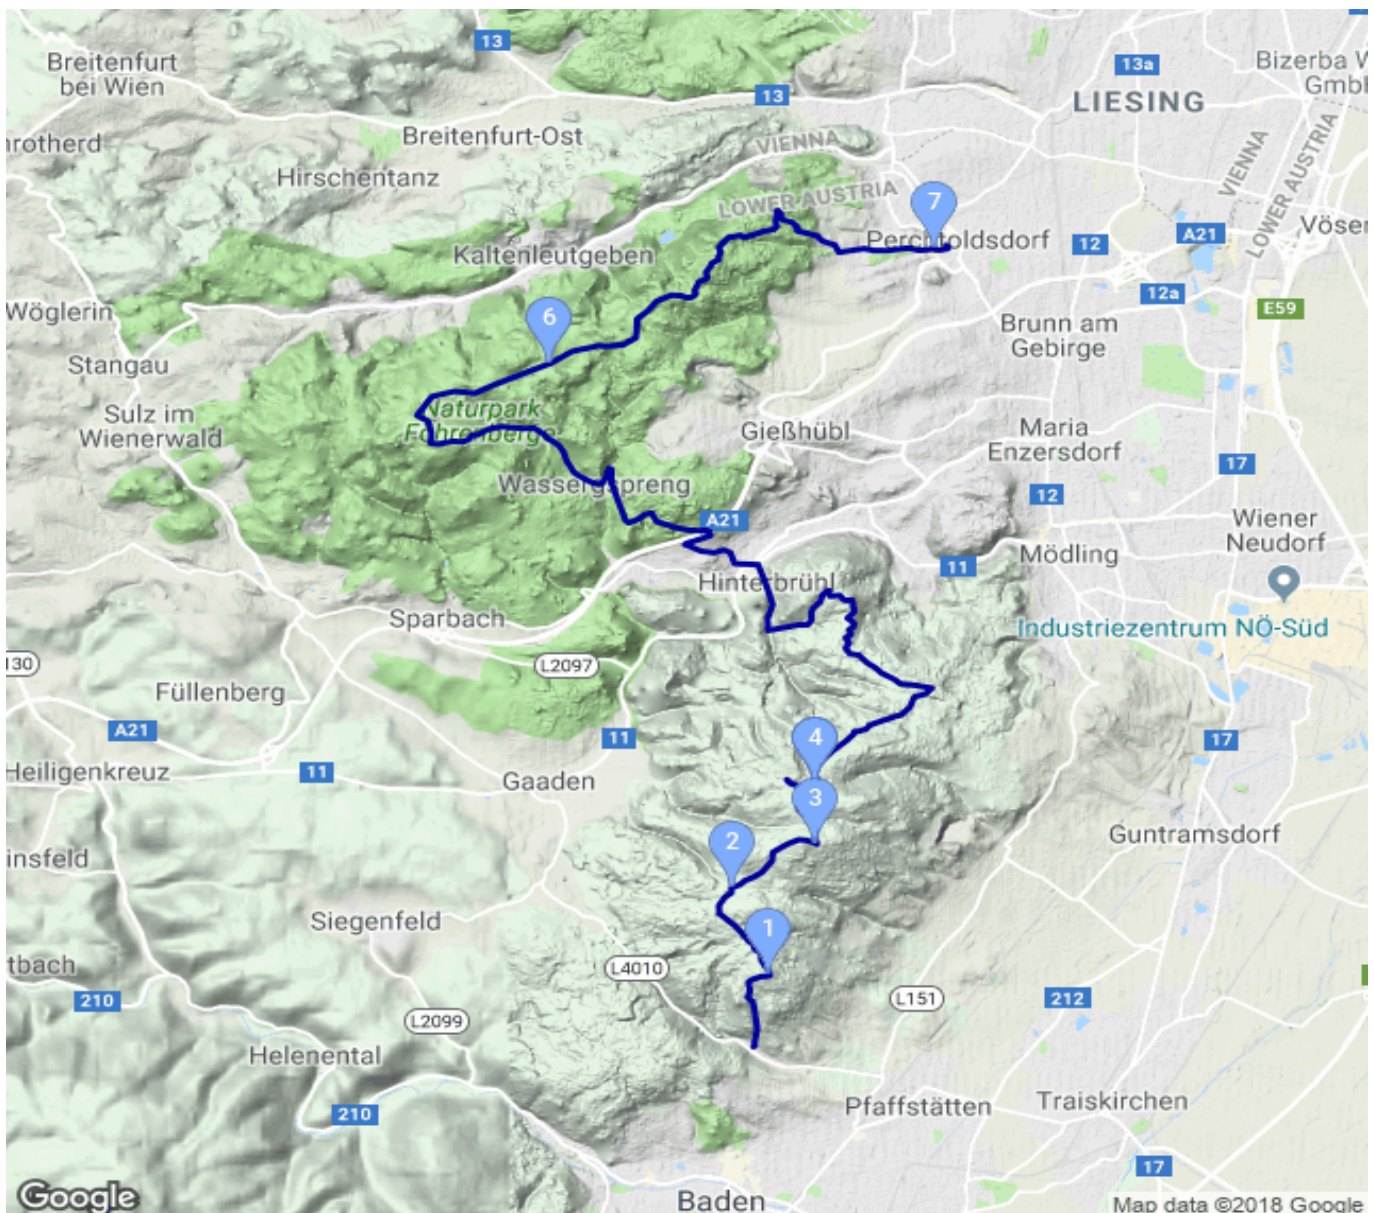 13
Breitenfurt
bei Wien
13a
Bizerba W
GmbH
13
LIESING
nrotherd
Breitenfurt-Ost
VIENNA
Hirschentanz
LOWER AUSTRIA
VIENNA
LOWER AUSTRIA
7
Perchtoldsdorf
12
A21
Vösen
Kaltenleutgeben
12a
E59
Wöglerin
6
Brunn am
Gebirge
Stangau
Sulz im
Wienerwald
Naturpark
Föhrenberge
Gießhübl
Maria
Enzersdorf
17
Wassergspreng
12
A21
Wiener
Neudorf
11
Mödling
Hinterbrühl
Sparbach
Industriezentrum NÖ-Süd
130
L2097
Füllenberg
A21
11
4
17
Heiligenkreuz
11
Gaaden
3
2
Guntramsdorf
insfeld
Siegenfeld
1
tbach
L4010
210
L2099
L151
212
Helenental
210
Pfaffstätten
Traiskirchen
17
Google
Baden
Map data ©2018 Google